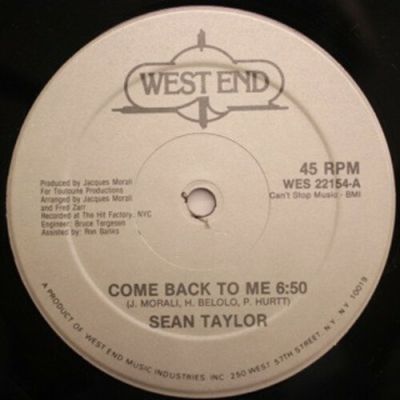 WEST END
Produced by Jacques Morali
For Touloune Productions
Arranged by Jacques Morali
and Fred Zarr
Recorded at The Hit Factory, NYC
Engineer: Bruce Tergesen
Assisted by: Ron Banks
45 RPM
WES 22154-A
Can't Stop Music - BMI
COME BACK TO ME 6:50
(J. MORALI, H. BELOLO, P. HURTT)
SEAN TAYLOR
A PRODUCT OF WEST END MUSIC INDUSTRIES INC 250 WEST 57TH STREET, N.Y. N.Y. 10019